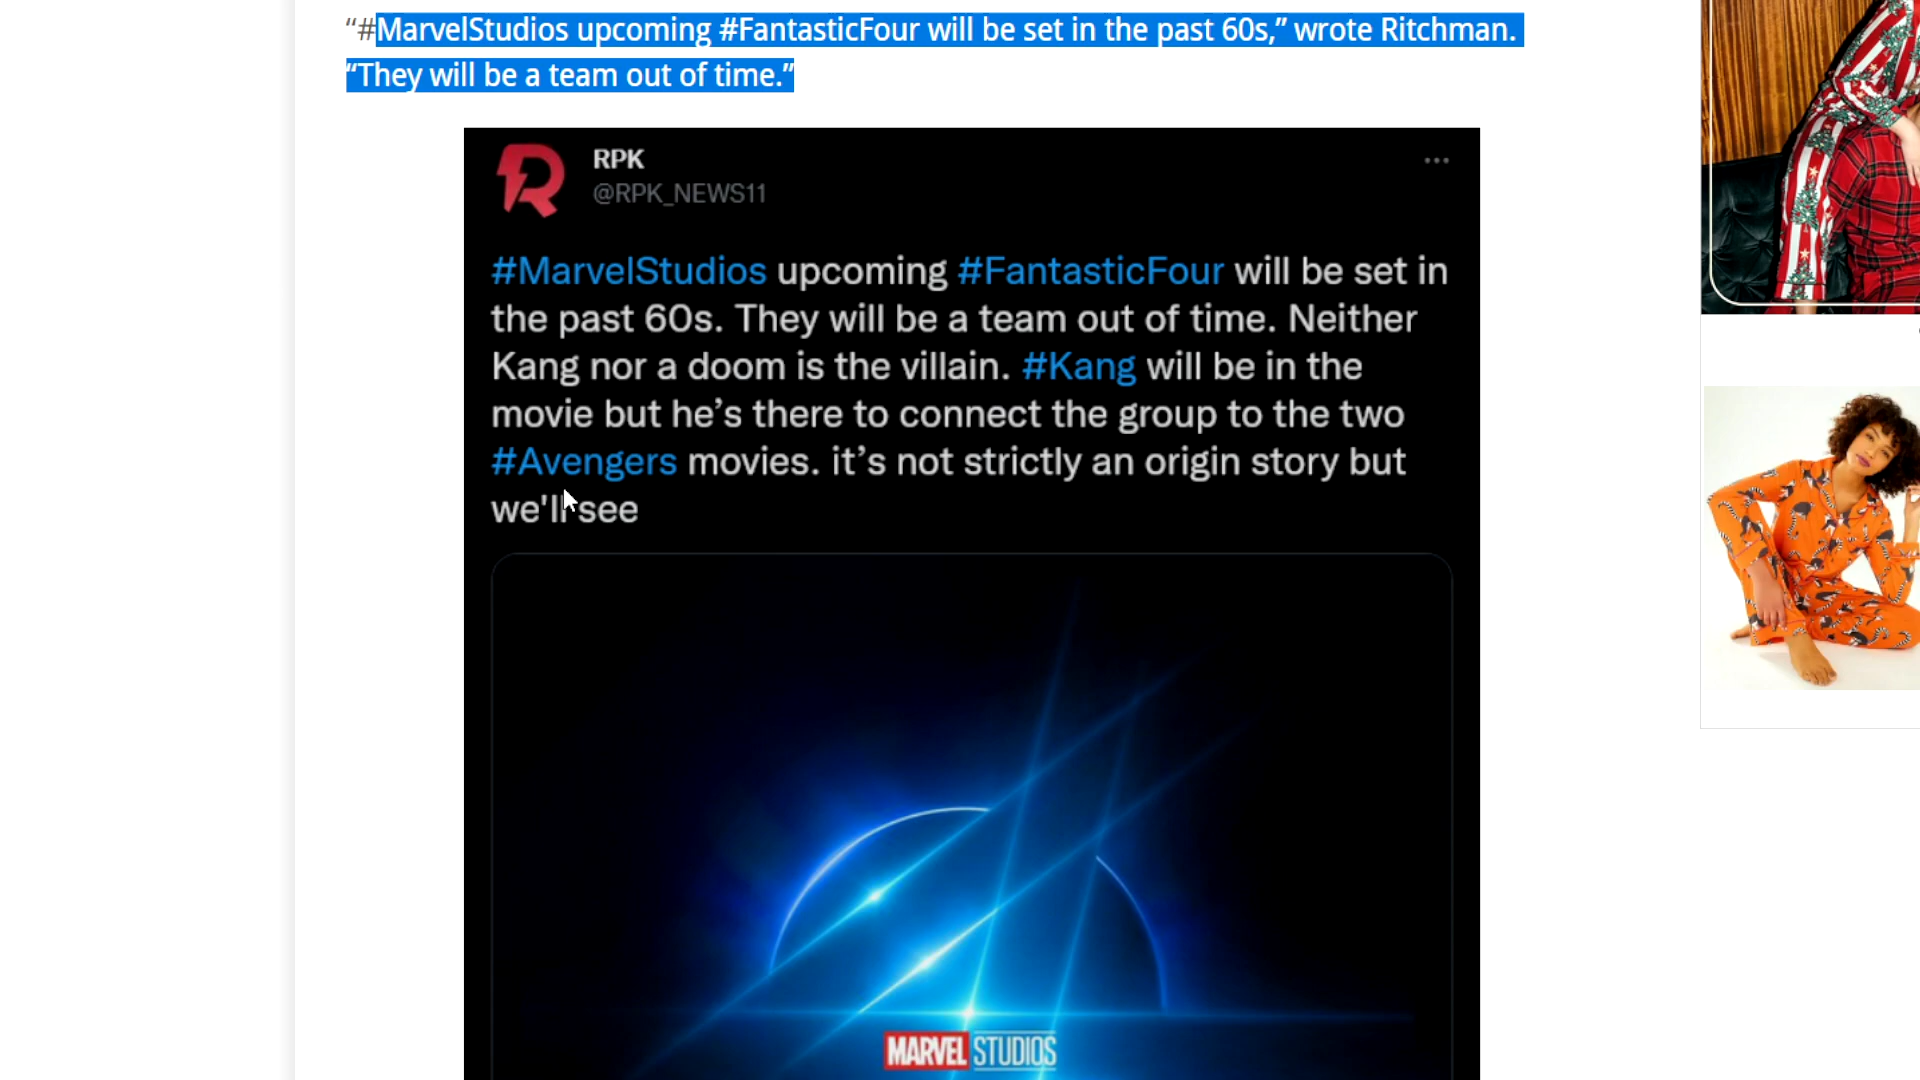 “#MarvelStudios upcoming #FantasticFour will be set in the past 60s,” wrote Ritchman.
“They will be a team out of time.”
RPK
@RPK_NEWS11
#MarvelStudios upcoming #FantasticFour will be set in
the past 60s. They will be a team out of time. Neither
Kang nor a doom is the villain. #Kang will be in the
movie but he’s there to connect the group to the two
#Avengers movies. it’s not strictly an origin story but
we'll see
MARVEL STUDIOS